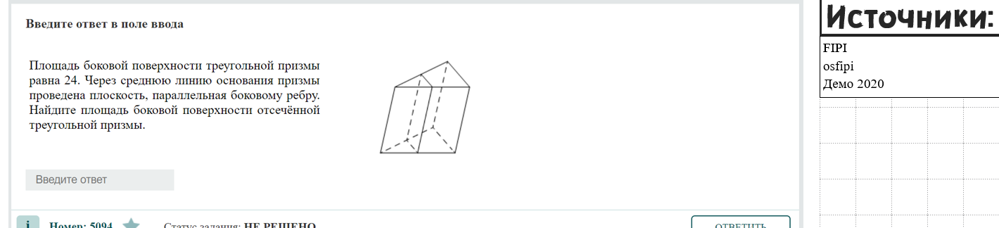 Введите ответ в поле ввода
Источники:
FIPI
osfipi
Демо 2020
Площадь боковой поверхности треугольной призмы
равна 24. Через среднюю линию основания призмы
проведена плоскость, параллельная боковому ребру.
Найдите площадь боковой поверхности отсечённой
треугольной призмы.
Введите ответ
i Номер: 5094 Статус задания: НЕ РЕШЕНО ОТВЕТИТЬ